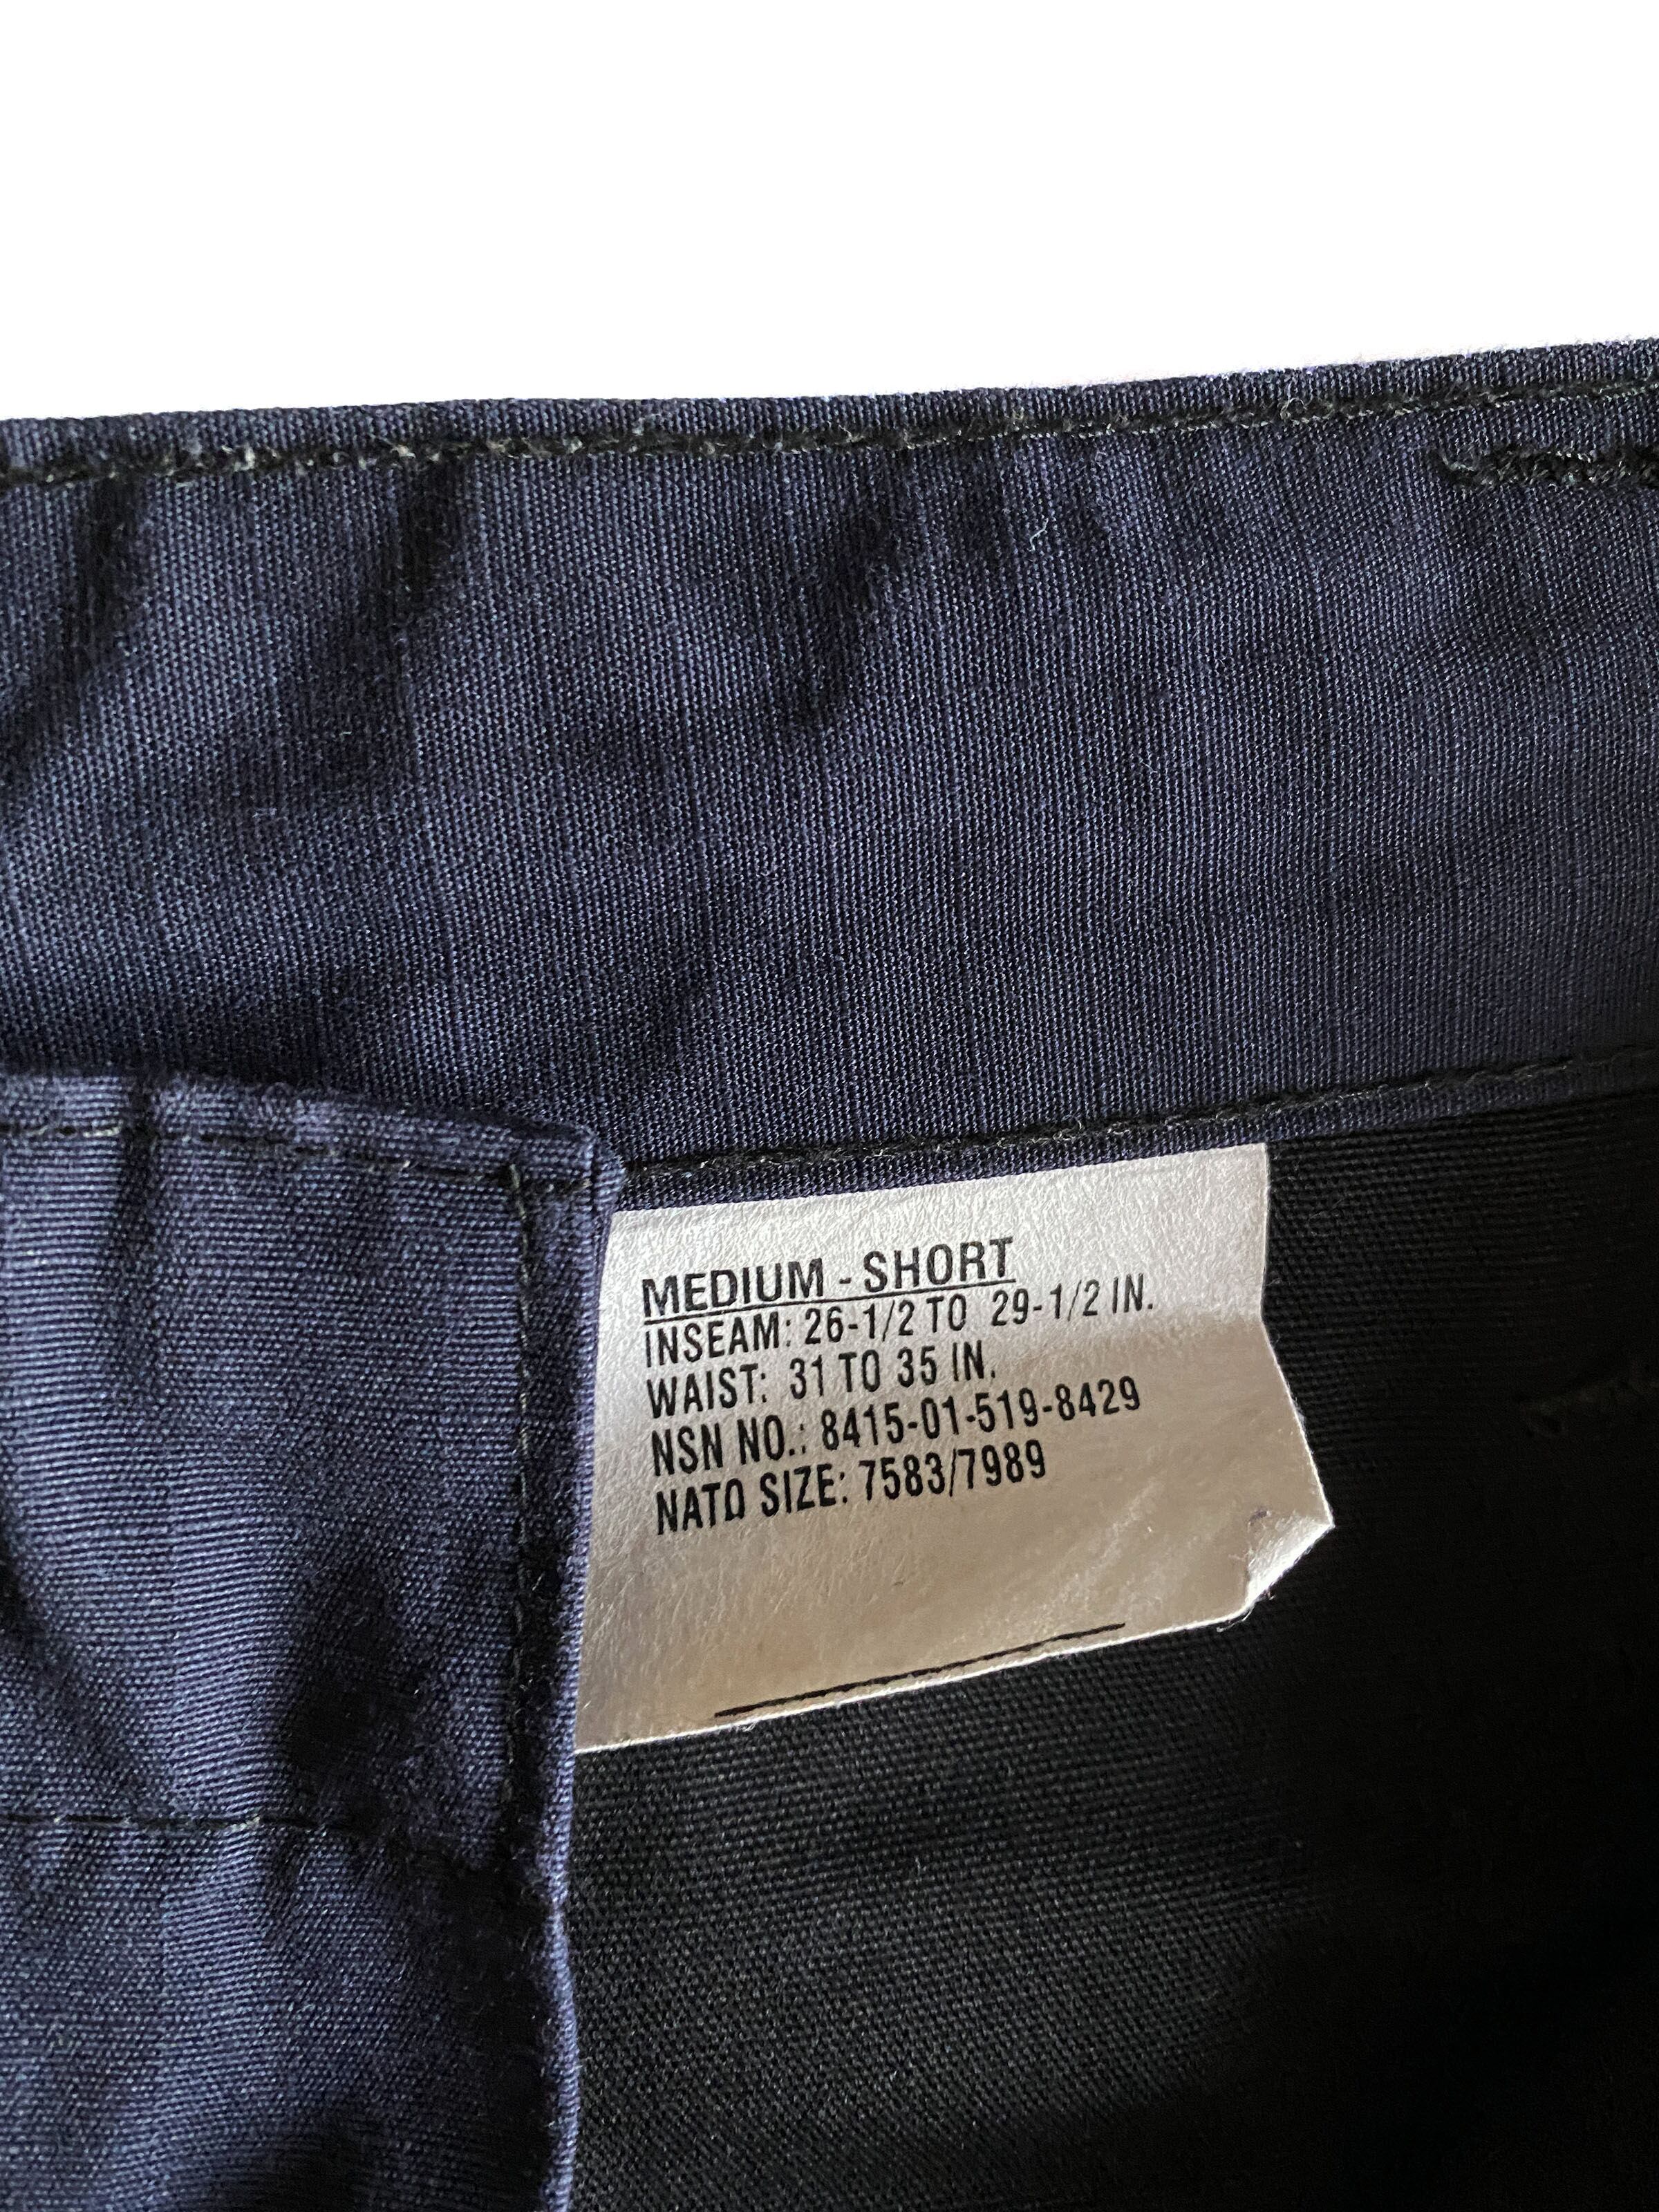 MEDIUM - SHORT
INSEAM: 26-1/2 TO 29-1/2 IN.
WAIST: 31 TO 35 IN.
NSN NO.: 8415-01-519-8429
NATO SIZE: 7583/7989